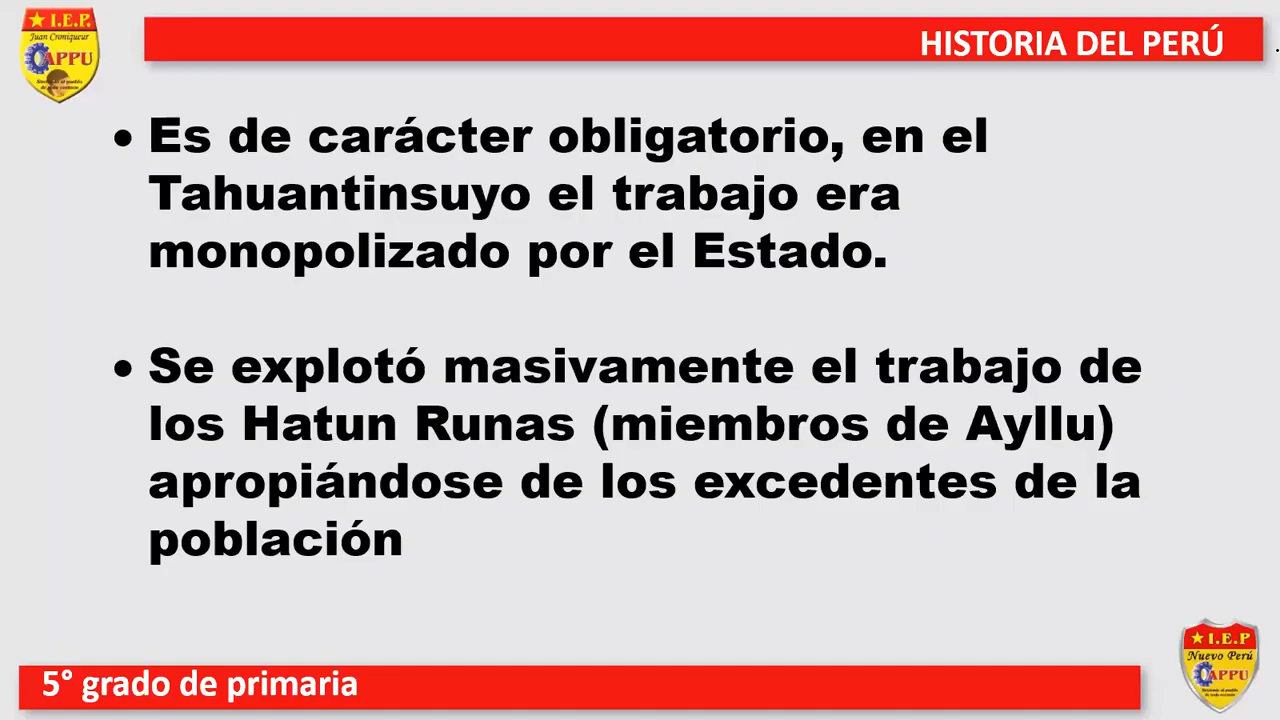 I.E.P.
Juan Croniqueur
APPU
HISTORIA DEL PERÚ
• Es de carácter obligatorio, en el
Tahuantinsuyo el trabajo era
monopolizado por el Estado.
• Se explotó masivamente el trabajo de
los Hatun Runas (miembros de Ayllu)
apropiándose de los excedentes de la
población
5° grado de primaria
I.E.P
Nuevo Perú
APPU